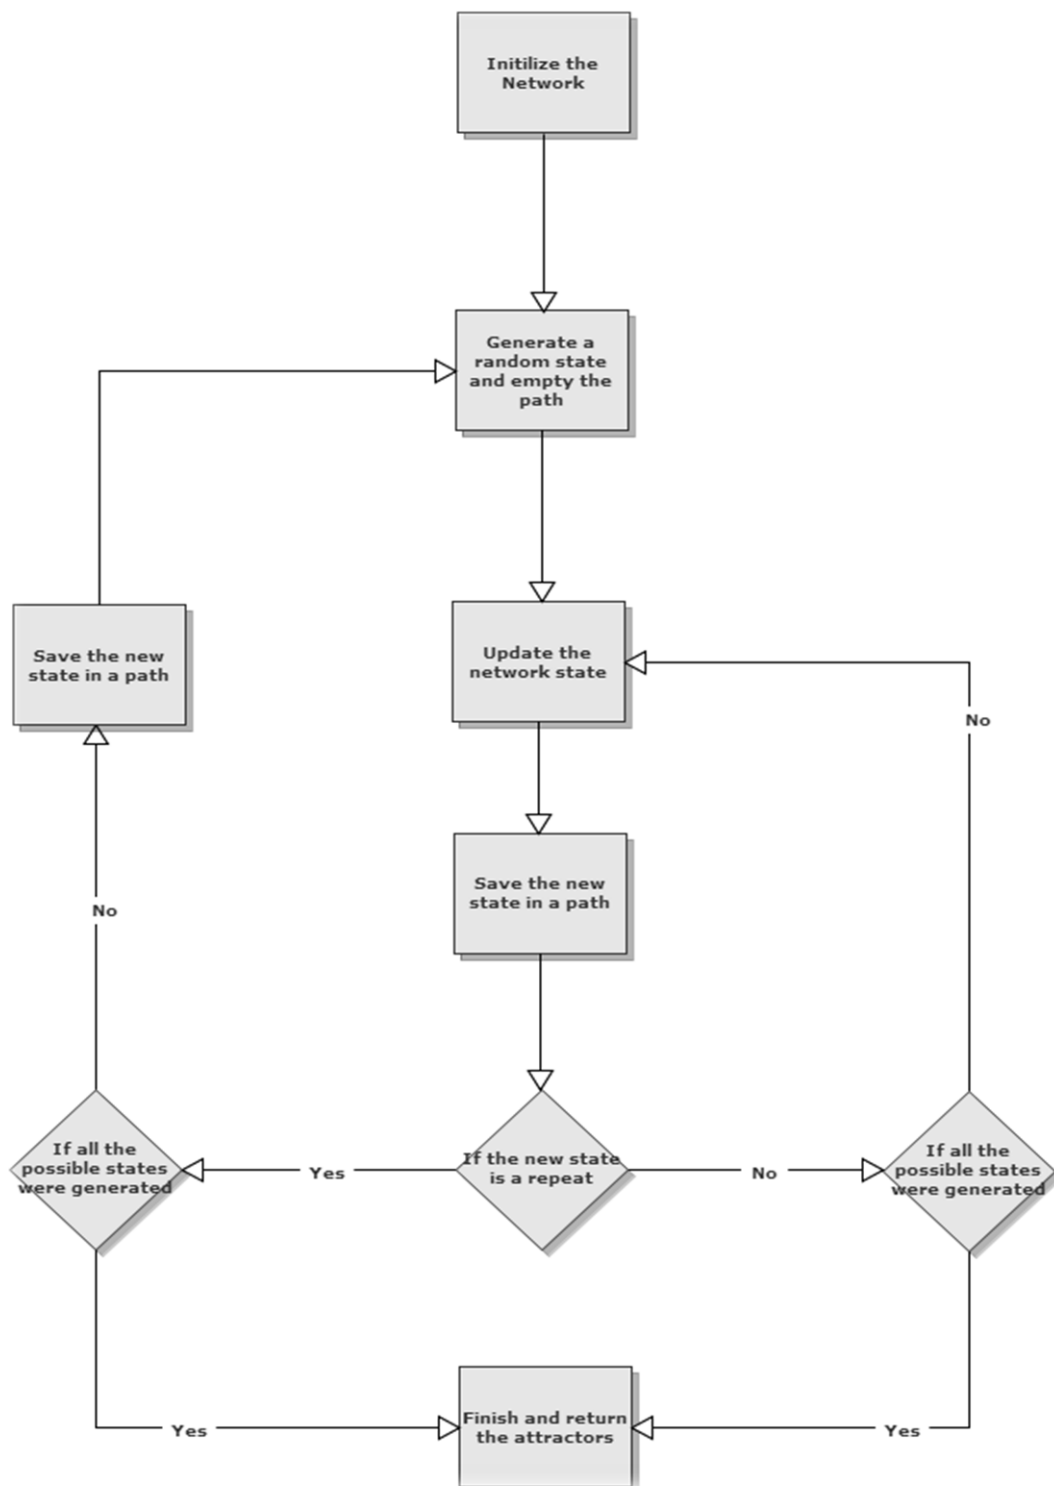 Initilize the
Network
Generate a
random state
and empty the
path
Save the new
state in a path
Update the
network state
No
Save the new
state in a path
No
If all the
possible states
were generated
Yes
If the new state
is a repeat
No
If all the
possible states
were generated
Yes
Finish and return
the attractors
Yes